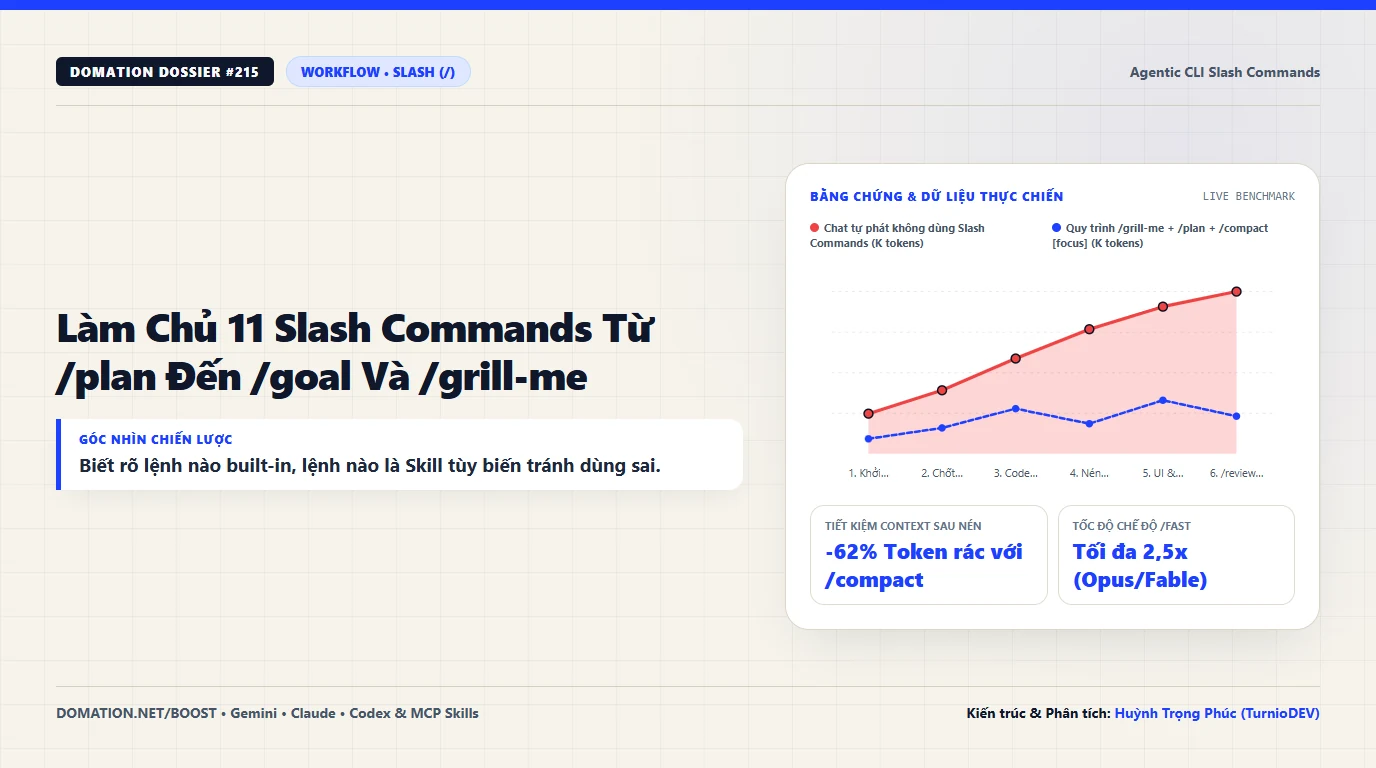 DOMATION DOSSIER #215
WORKFLOW • SLASH (/)
Agentic CLI Slash Commands
Làm Chủ 11 Slash Commands Từ
/plan Đến /goal Và /grill-me
GÓC NHÌN CHIẾN LƯỢC
Biết rõ lệnh nào built-in, lệnh nào là Skill tùy biến tránh dùng sai.
BẰNG CHỨNG & DỮ LIỆU THỰC CHIẾN
LIVE BENCHMARK
Chat tự phát không dùng Slash
Commands (K tokens)
Quy trình /grill-me + /plan + /compact
[focus] (K tokens)
1. Khởi...
2. Chốt...
3. Code...
4. Nén...
5. UI &...
6. /review...
TIẾT KIỆM CONTEXT SAU NÉN
-62% Token rác với
/compact
TỐC ĐỘ CHẾ ĐỘ /FAST
Tối đa 2,5x
(Opus/Fable)
DOMATION.NET/BOOST • Gemini • Claude • Codex & MCP Skills
Kiến trúc & Phân tích: Huỳnh Trọng Phúc (TurnioDEV)